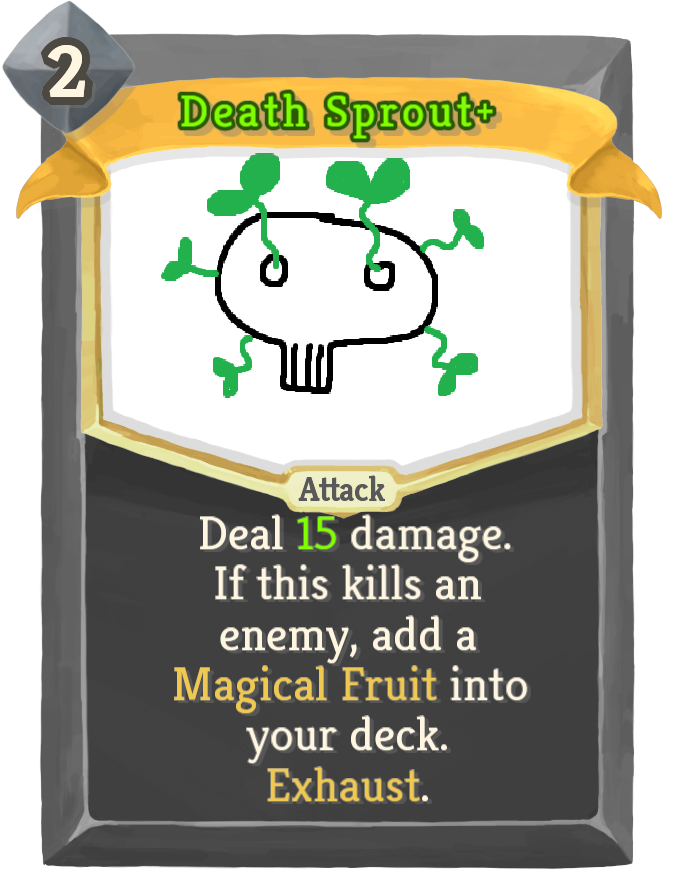 2
Death Sprout+
Attack
Deal 15 damage.
If this kills an
enemy, add a
Magical Fruit into
your deck.
Exhaust.